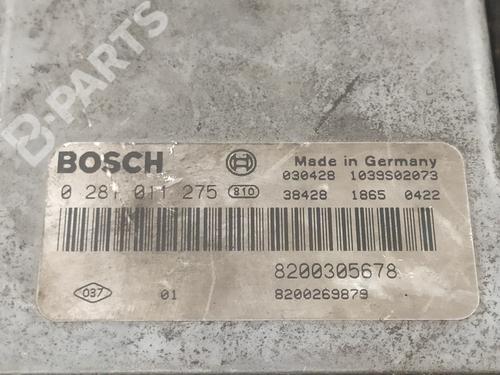 B-PARTS
BOSCH
Made in Germany
030428 1039S02073
0 281 011 275 810
38428 1865 0422
8200305678
037 01 8200269879